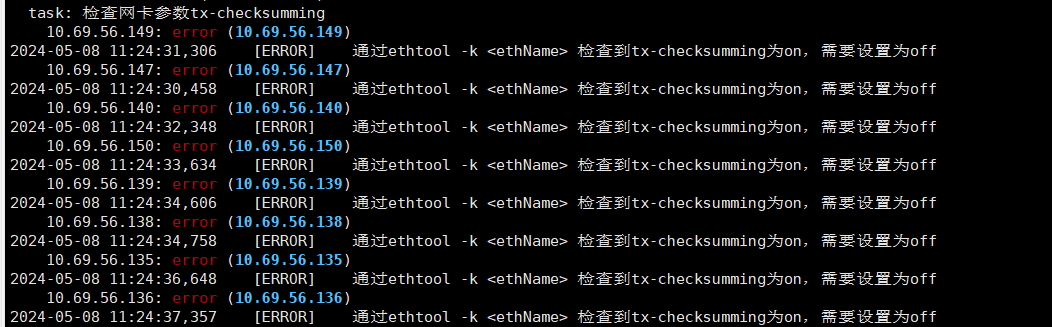 task: 检查网卡参数tx-checksumming
10.69.56.149: error (10.69.56.149)
2024-05-08 11:24:31,306 [ERROR] 通过ethtool -k <ethName> 检查到tx-checksumming为on，需要设置为off
10.69.56.147: error (10.69.56.147)
2024-05-08 11:24:30,458 [ERROR] 通过ethtool -k <ethName> 检查到tx-checksumming为on，需要设置为off
10.69.56.140: error (10.69.56.140)
2024-05-08 11:24:32,348 [ERROR] 通过ethtool -k <ethName> 检查到tx-checksumming为on，需要设置为off
10.69.56.150: error (10.69.56.150)
2024-05-08 11:24:33,634 [ERROR] 通过ethtool -k <ethName> 检查到tx-checksumming为on，需要设置为off
10.69.56.139: error (10.69.56.139)
2024-05-08 11:24:34,606 [ERROR] 通过ethtool -k <ethName> 检查到tx-checksumming为on，需要设置为off
10.69.56.138: error (10.69.56.138)
2024-05-08 11:24:34,758 [ERROR] 通过ethtool -k <ethName> 检查到tx-checksumming为on，需要设置为off
10.69.56.135: error (10.69.56.135)
2024-05-08 11:24:36,648 [ERROR] 通过ethtool -k <ethName> 检查到tx-checksumming为on，需要设置为off
10.69.56.136: error (10.69.56.136)
2024-05-08 11:24:37,357 [ERROR] 通过ethtool -k <ethName> 检查到tx-checksumming为on，需要设置为off